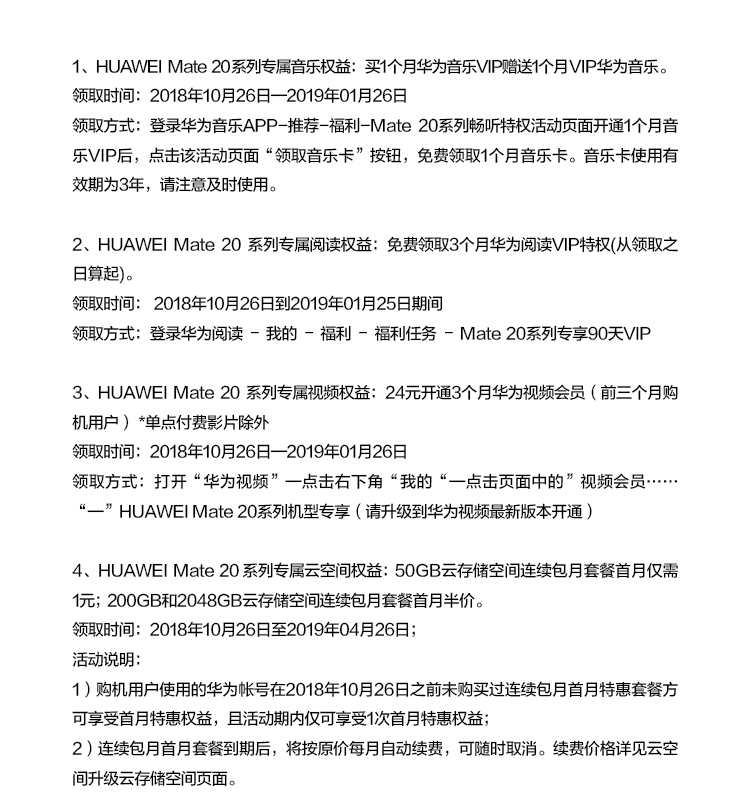 1、HUAWEI Mate 20系列专属音乐权益：买1个月华为音乐VIP赠送1个月VIP华为音乐。
领取时间：2018年10月26日—2019年01月26日
领取方式：登录华为音乐APP-推荐-福利-Mate 20系列畅听特权活动页面开通1个月音
乐VIP后，点击该活动页面“领取音乐卡”按钮，免费领取1个月音乐卡。音乐卡使用有
效期为3年，请注意及时使用。
2、HUAWEI Mate 20 系列专属阅读权益：免费领取3个月华为阅读VIP特权(从领取之
日算起)。
领取时间： 2018年10月26日到2019年01月25日期间
领取方式：登录华为阅读 - 我的 - 福利 - 福利任务 - Mate 20系列专享90天VIP
3、HUAWEI Mate 20 系列专属视频权益：24元开通3个月华为视频会员（前三个月购
机用户） *单点付费影片除外
领取时间：2018年10月26日—2019年01月26日
领取方式：打开“华为视频”—点击右下角“我的“—点击页面中的”视频会员……
“—”HUAWEI Mate 20系列机型专享（请升级到华为视频最新版本开通）
4、HUAWEI Mate 20系列专属云空间权益：50GB云存储空间连续包月套餐首月仅需
1元；200GB和2048GB云存储空间连续包月套餐首月半价。
领取时间：2018年10月26日至2019年04月26日；
活动说明：
1）购机用户使用的华为帐号在2018年10月26日之前未购买过连续包月首月特惠套餐方
可享受首月特惠权益，且活动期内仅可享受1次首月特惠权益；
2）连续包月首月套餐到期后，将按原价每月自动续费，可随时取消。续费价格详见云空
间升级云存储空间页面。